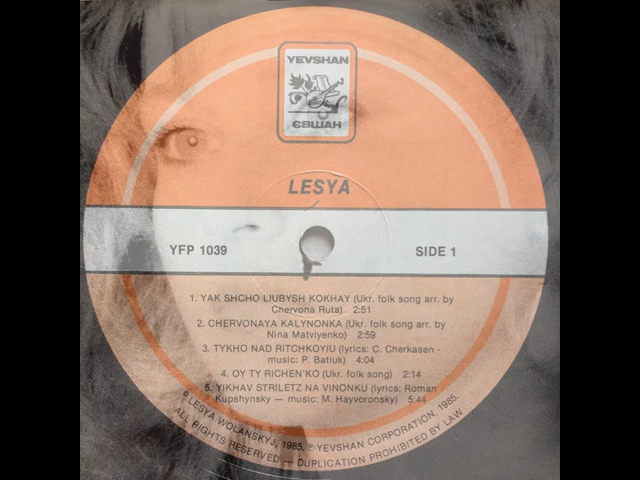 YEVSHAN
ЄВШАН
LESYA
YFP 1039
SIDE 1
1. YAK SHCHO LIUBYSH KOKHAY (Ukr. folk song arr. by
Chervona Ruta) 2:51
2. CHERVONAYA KALYNONKA (Ukr. folk song arr. by
Nina Matviyenko) 2:59
3. TYKHO NAD RITCHKOYIU (lyrics: C. Cherkasen -
music: P. Batiuk) 4:04
4. OY TY RICHEN'KO (Ukr. folk song) 2:14
5. YIKHAV STRILETZ NA VINONKU (lyrics: Roman
Kupshynsky — music: M. Hayvoronsky) 5:44
© LESYA WOLANSKYJ, 1985, ℗ YEVSHAN CORPORATION, 1985.
ALL RIGHTS RESERVED — DUPLICATION PROHIBITED BY LAW